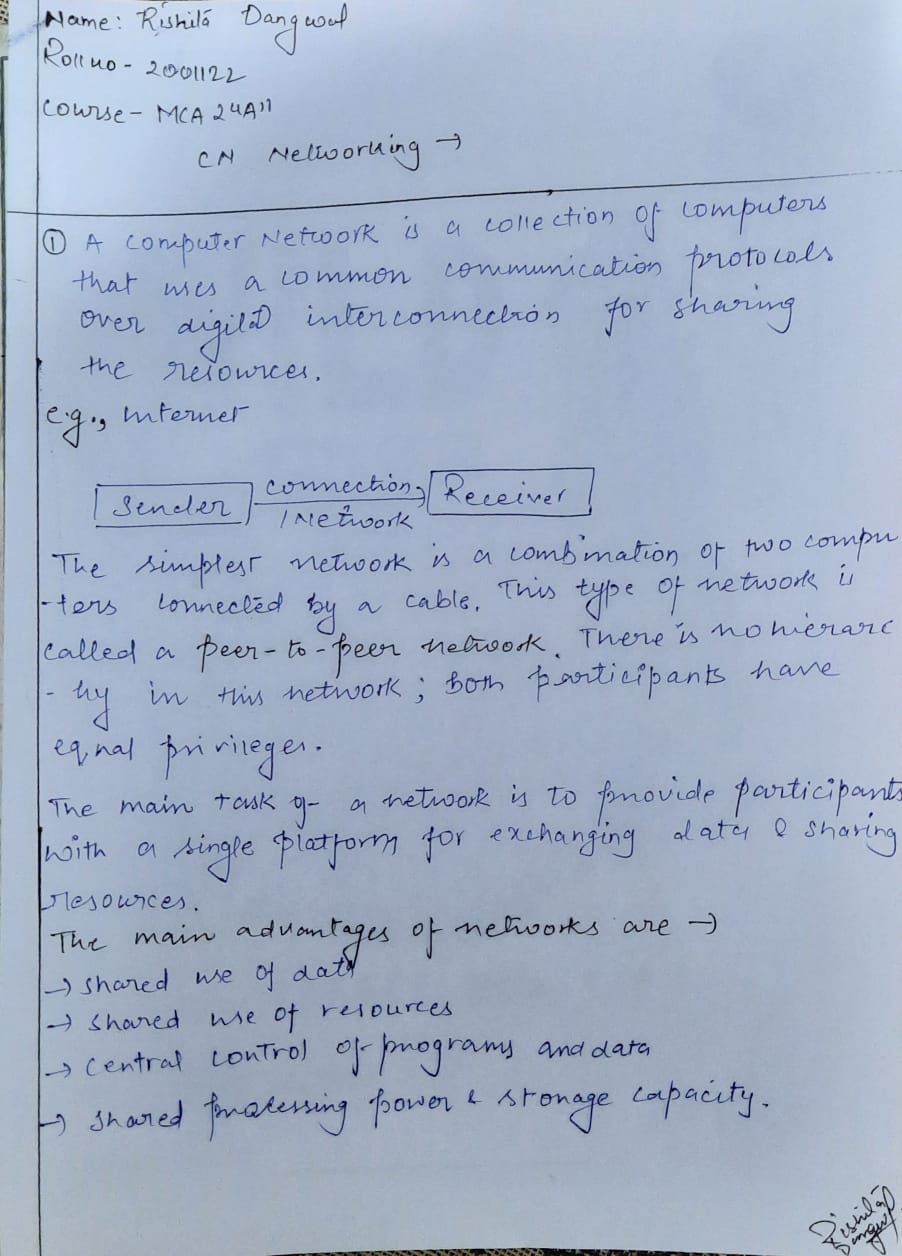 Name: Rishita Dangwal
Roll no - 2001122
Course - MCA 2"A"
CN Networking →
① A Computer Network is a collection of computers
that uses a common communication protocols
over digital interconnection for sharing
the resources.
e.g., Internet
Sender connection Receiver
/ Network
The simplest network is a combination of two compu
-ters connected by a cable. This type of network is
called a peer-to-peer network. There is no hierarc
-hy in this network; both participants have
equal privileges.
The main task of a network is to provide participants
with a single platform for exchanging data & sharing
resources.
The main advantages of networks are →
→ shared use of data
→ shared use of resources
→ Central control of programs and data
→ shared processing power & storage capacity.
Rishita
Dangwal